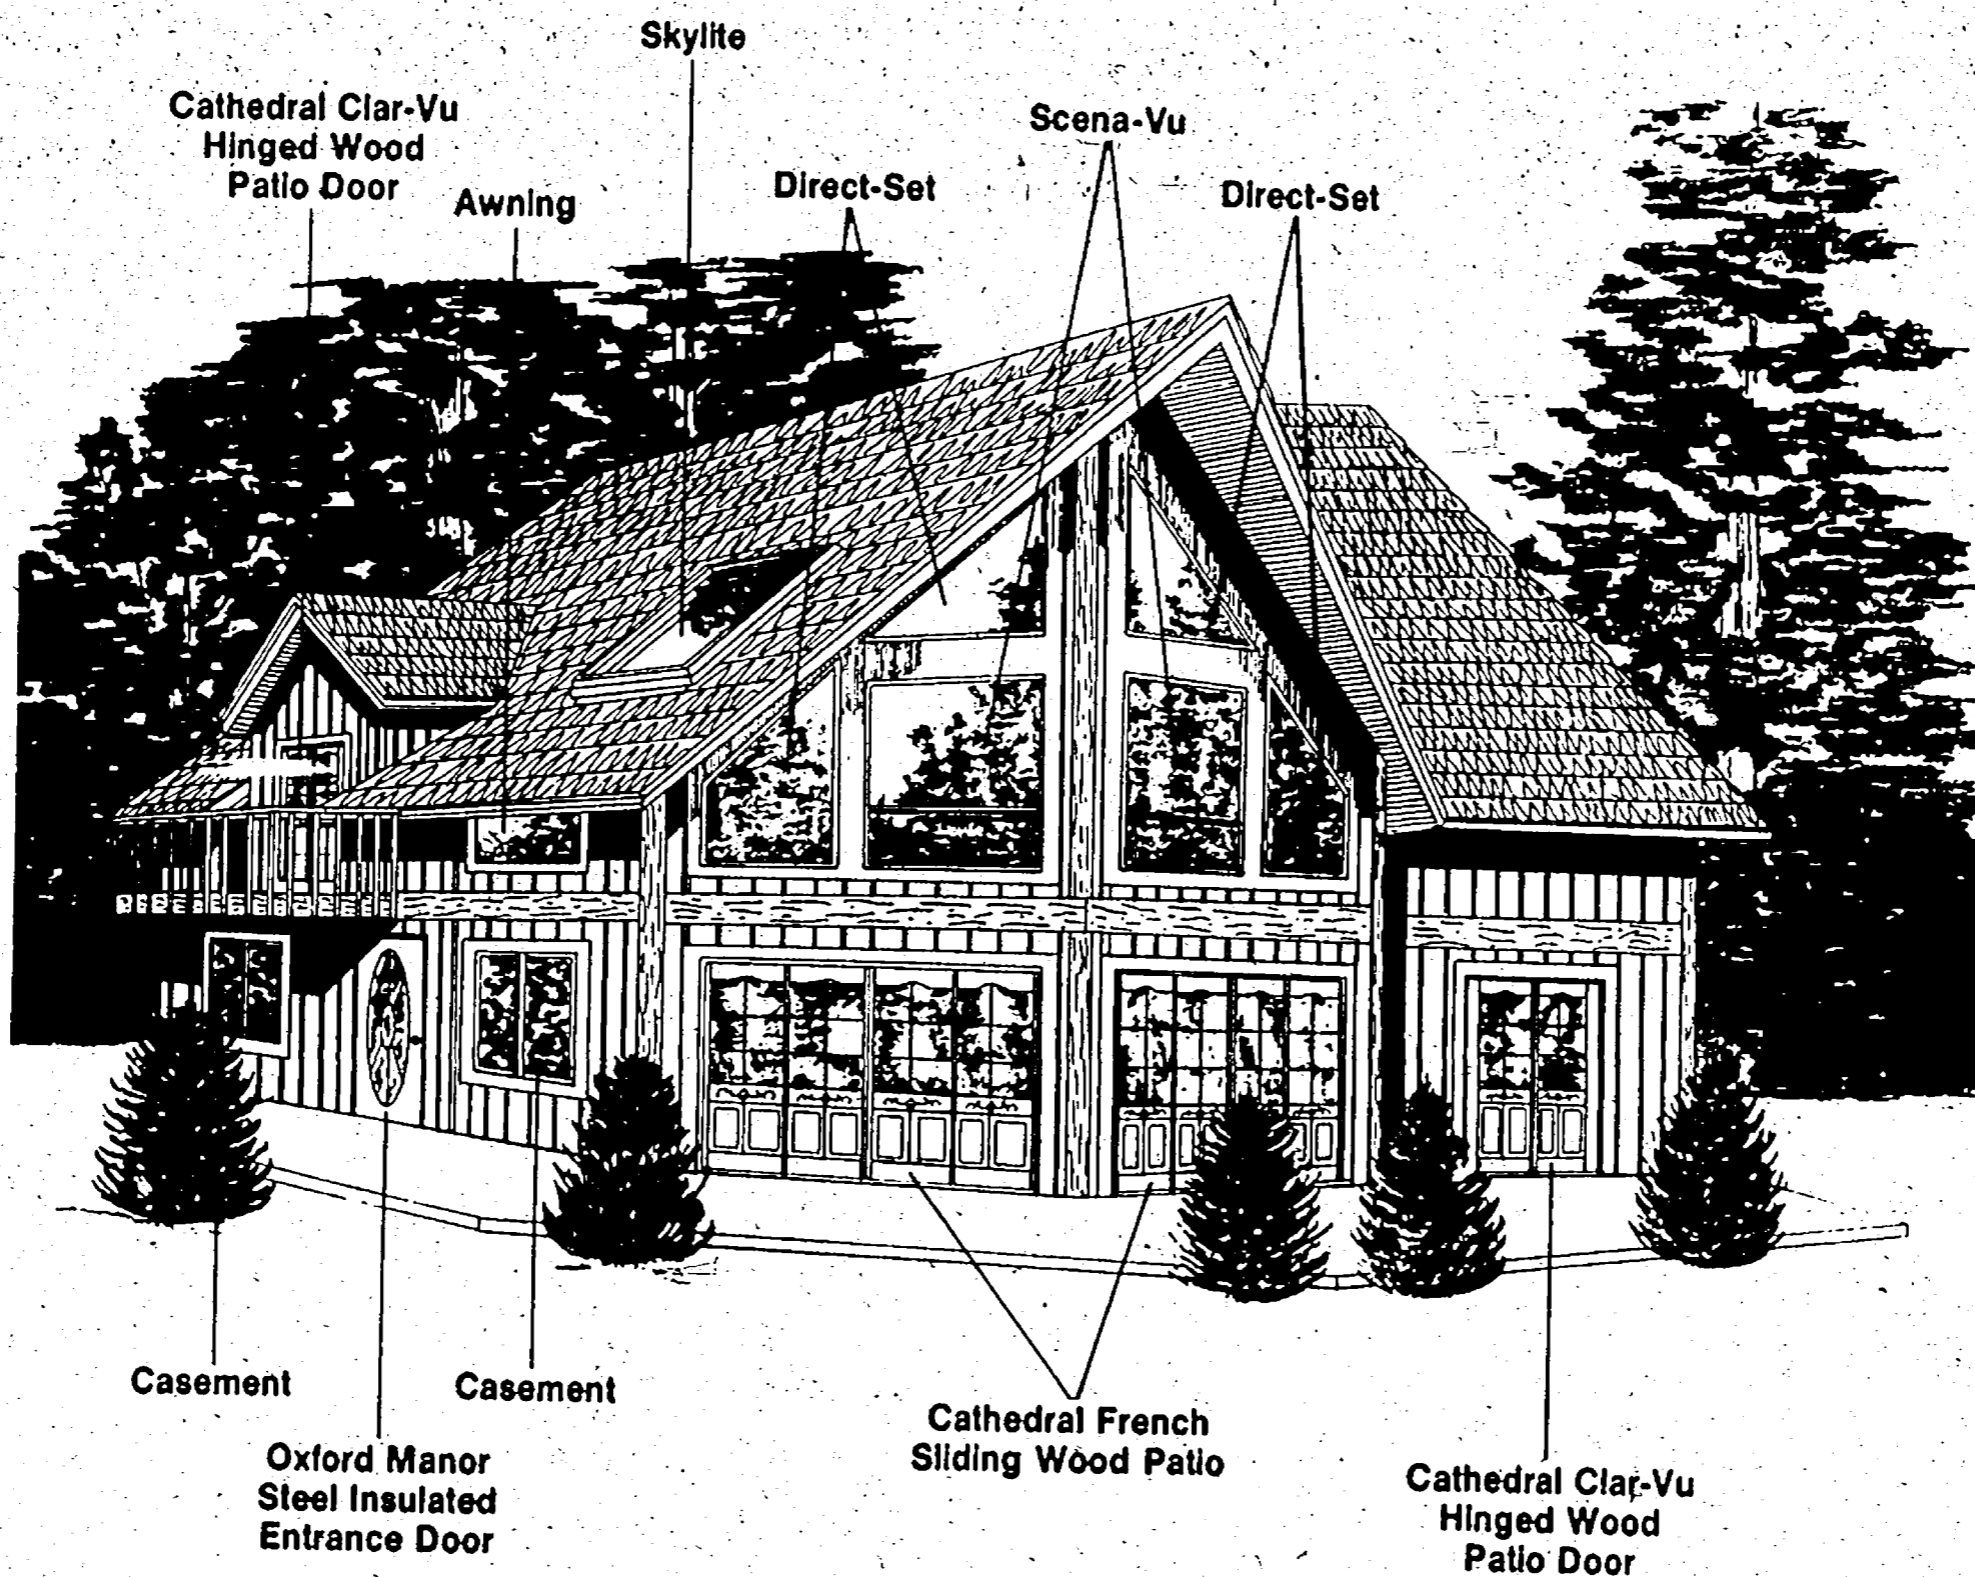 Skylite
Cathedral Clar-Vu
Hinged Wood
Patio Door
Awning
Direct-Set
Scena-Vu
Direct-Set
Casement
Oxford Manor
Steel Insulated
Entrance Door
Casement
Cathedral French
Sliding Wood Patio
Cathedral Clar-Vu
Hinged Wood
Patio Door